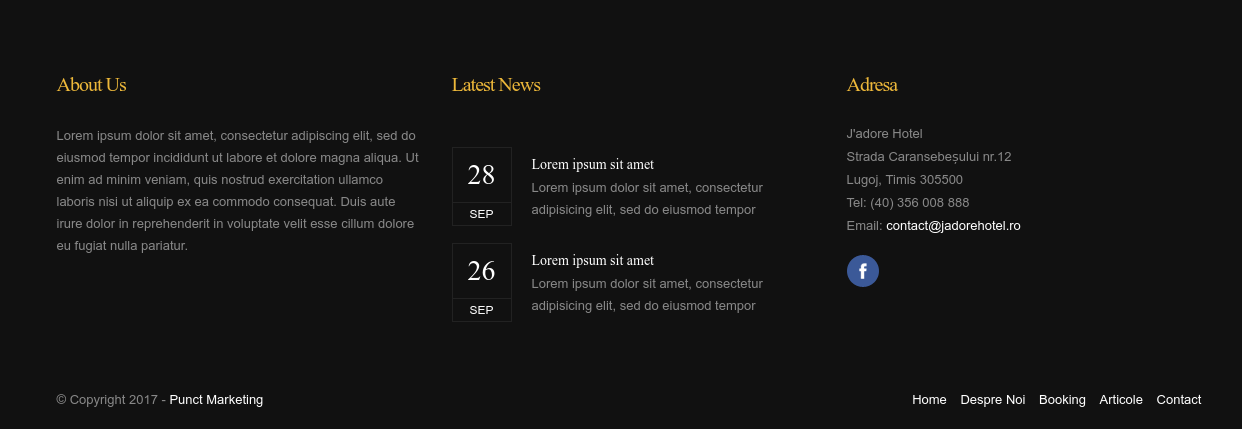 About Us
Lorem ipsum dolor sit amet, consectetur adipiscing elit, sed do
eiusmod tempor incididunt ut labore et dolore magna aliqua. Ut
enim ad minim veniam, quis nostrud exercitation ullamco
laboris nisi ut aliquip ex ea commodo consequat. Duis aute
irure dolor in reprehenderit in voluptate velit esse cillum dolore
eu fugiat nulla pariatur.
Latest News
28
SEP
Lorem ipsum sit amet
Lorem ipsum dolor sit amet, consectetur
adipisicing elit, sed do eiusmod tempor
26
SEP
Lorem ipsum sit amet
Lorem ipsum dolor sit amet, consectetur
adipisicing elit, sed do eiusmod tempor
Adresa
J'adore Hotel
Strada Caransebeșului nr.12
Lugoj, Timis 305500
Tel: (40) 356 008 888
Email: contact@jadorehotel.ro
f
© Copyright 2017 - Punct Marketing
Home Despre Noi Booking Articole Contact